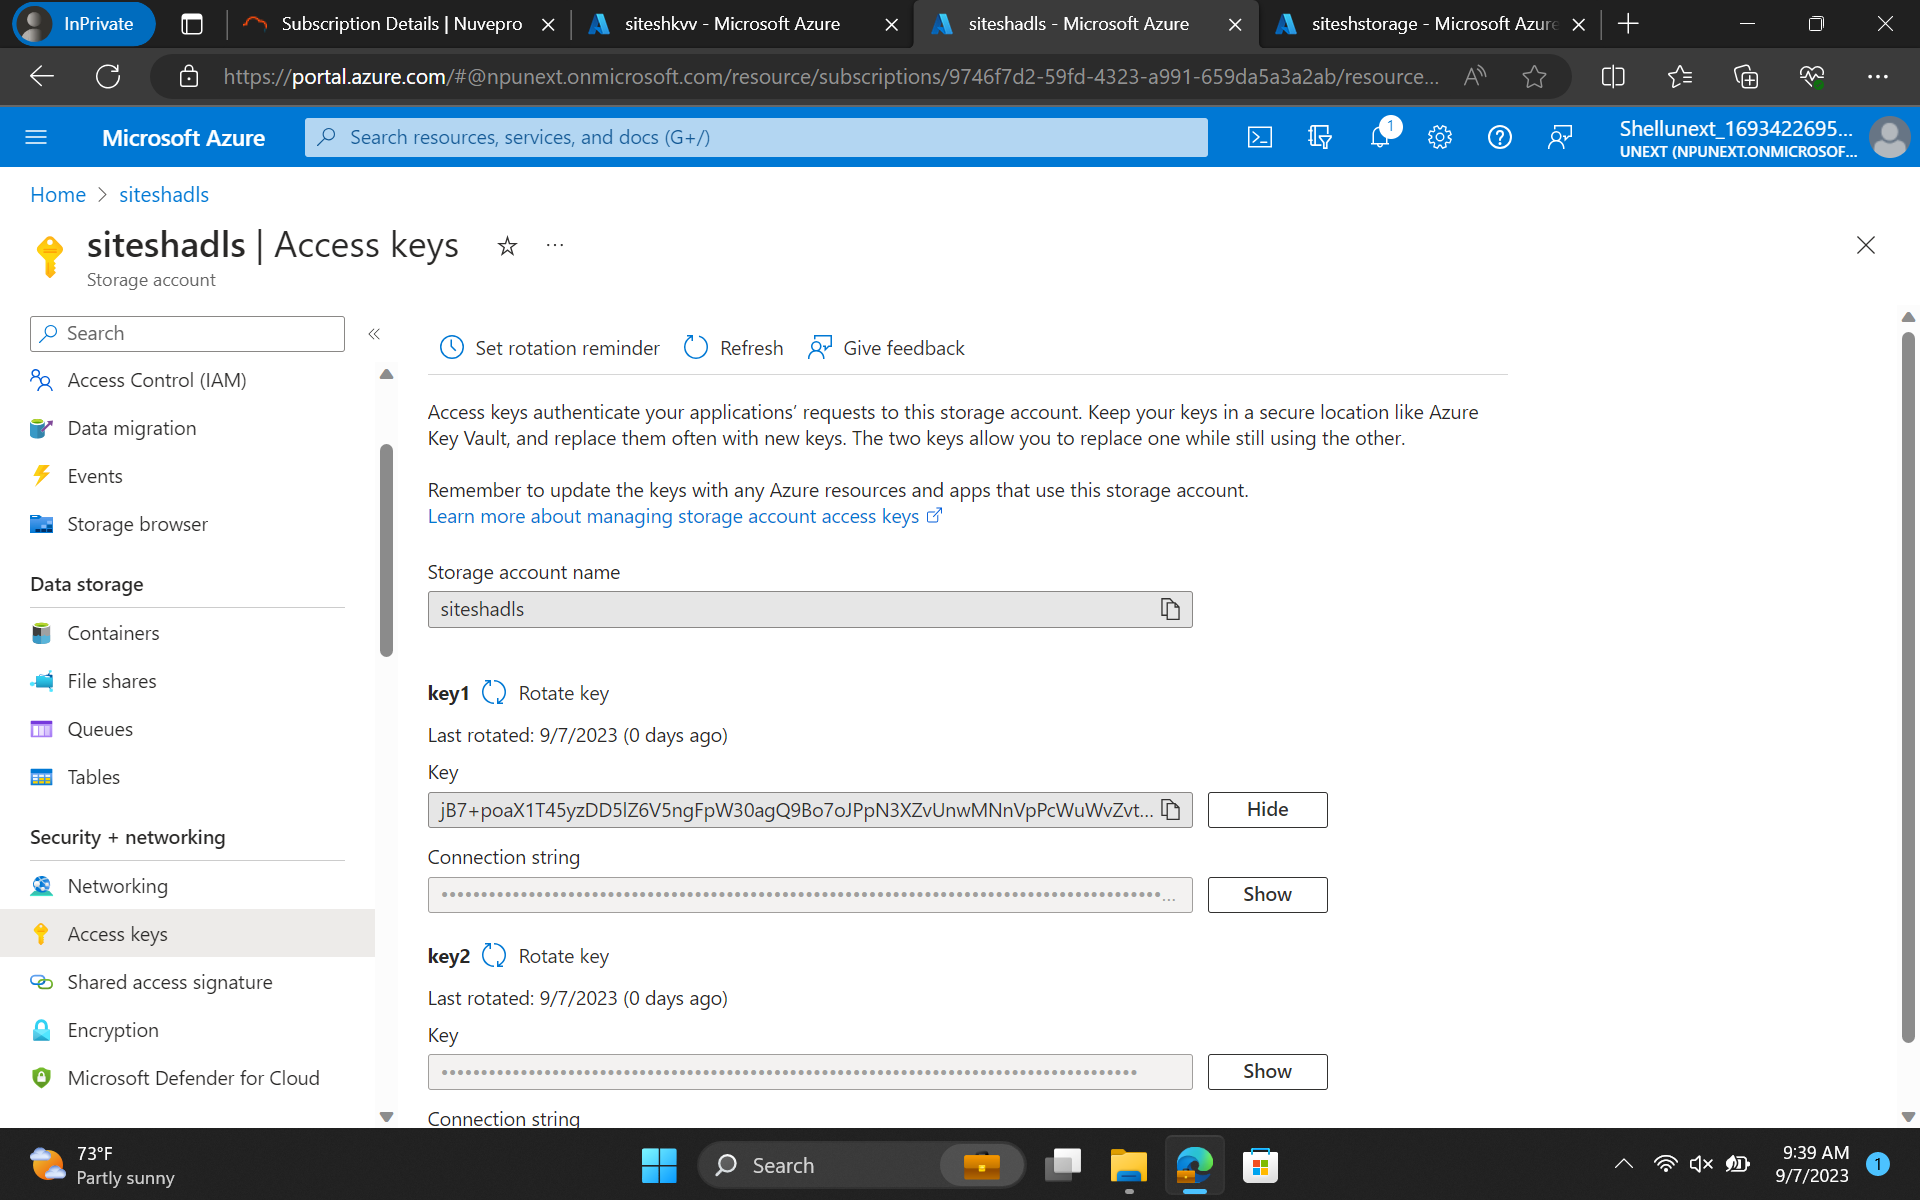 InPrivate
Subscription Details | Nuvepro
siteshkvv - Microsoft Azure
siteshadls - Microsoft Azure
siteshstorage - Microsoft Azure
https://portal.azure.com/#@npunext.onmicrosoft.com/resource/subscriptions/9746f7d2-59fd-4323-a991-659da5a3a2ab/resource...
Microsoft Azure
Search resources, services, and docs (G+/)
1
Shellunext_1693422695...
UNEXT (NPUNEXT.ONMICROSOF...
Home > siteshadls
siteshadls | Access keys
Storage account
Search
Access Control (IAM)
Data migration
Events
Storage browser
Data storage
Containers
File shares
Queues
Tables
Security + networking
Networking
Access keys
Shared access signature
Encryption
Microsoft Defender for Cloud
Set rotation reminder
Refresh
Give feedback
Access keys authenticate your applications’ requests to this storage account. Keep your keys in a secure location like Azure
Key Vault, and replace them often with new keys. The two keys allow you to replace one while still using the other.
Remember to update the keys with any Azure resources and apps that use this storage account.
Learn more about managing storage account access keys
Storage account name
siteshadls
key1
Rotate key
Last rotated: 9/7/2023 (0 days ago)
Key
jB7+poaX1T45yzDD5lZ6V5ngFpW30agQ9Bo7oJPpN3XZvUnwMNnVpPcWuWvZvt...
Hide
Connection string
Show
key2
Rotate key
Last rotated: 9/7/2023 (0 days ago)
Key
Show
Connection string
73°F
Partly sunny
Search
9:39 AM
9/7/2023
1